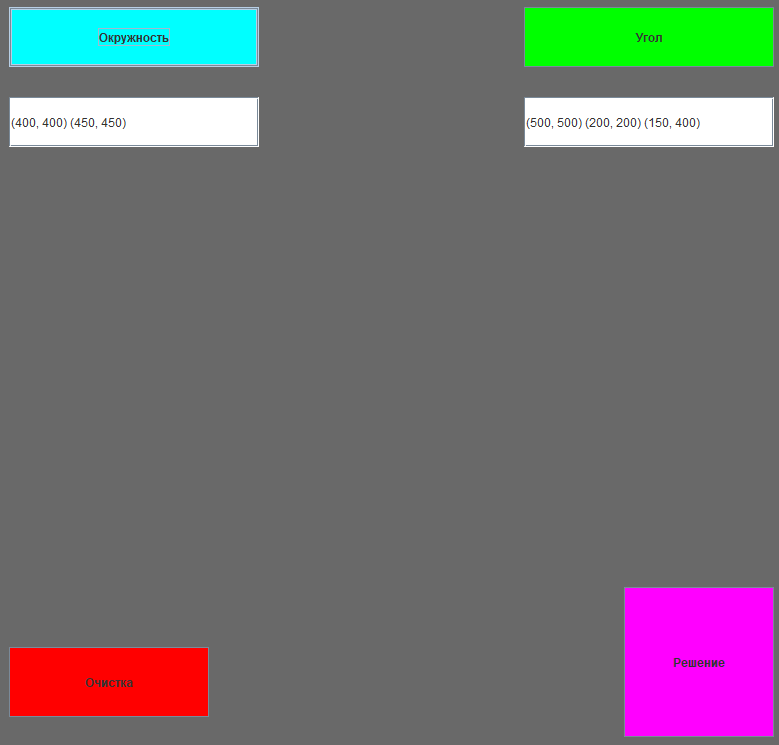 Окружность
Угол
(400, 400) (450, 450)
(500, 500) (200, 200) (150, 400)
Решение
Очистка